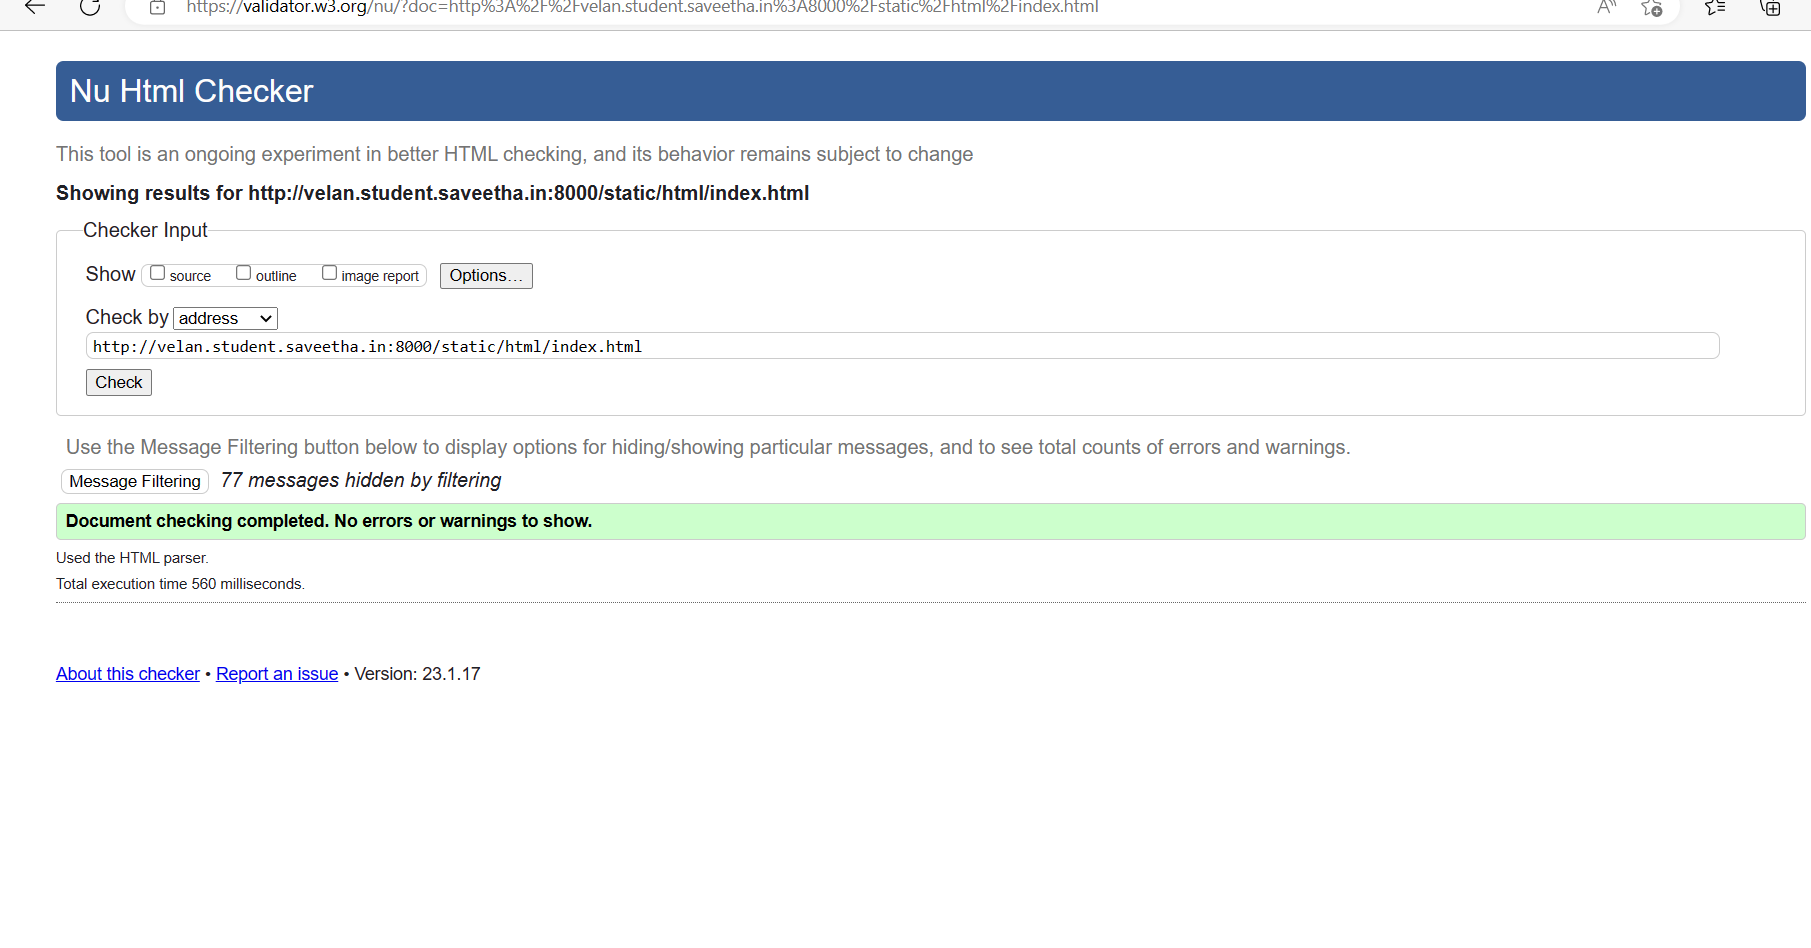 https://validator.w3.org/nu/?doc=http%3A%2F%2Fvelan.student.saveetha.in%3A8000%2Fstatic%2Fhtml%2Findex.html
Nu Html Checker
This tool is an ongoing experiment in better HTML checking, and its behavior remains subject to change
Showing results for http://velan.student.saveetha.in:8000/static/html/index.html
Checker Input
Show source outline image report Options...
Check by address
http://velan.student.saveetha.in:8000/static/html/index.html
Check
Use the Message Filtering button below to display options for hiding/showing particular messages, and to see total counts of errors and warnings.
Message Filtering 77 messages hidden by filtering
Document checking completed. No errors or warnings to show.
Used the HTML parser.
Total execution time 560 milliseconds.
About this checker • Report an issue • Version: 23.1.17